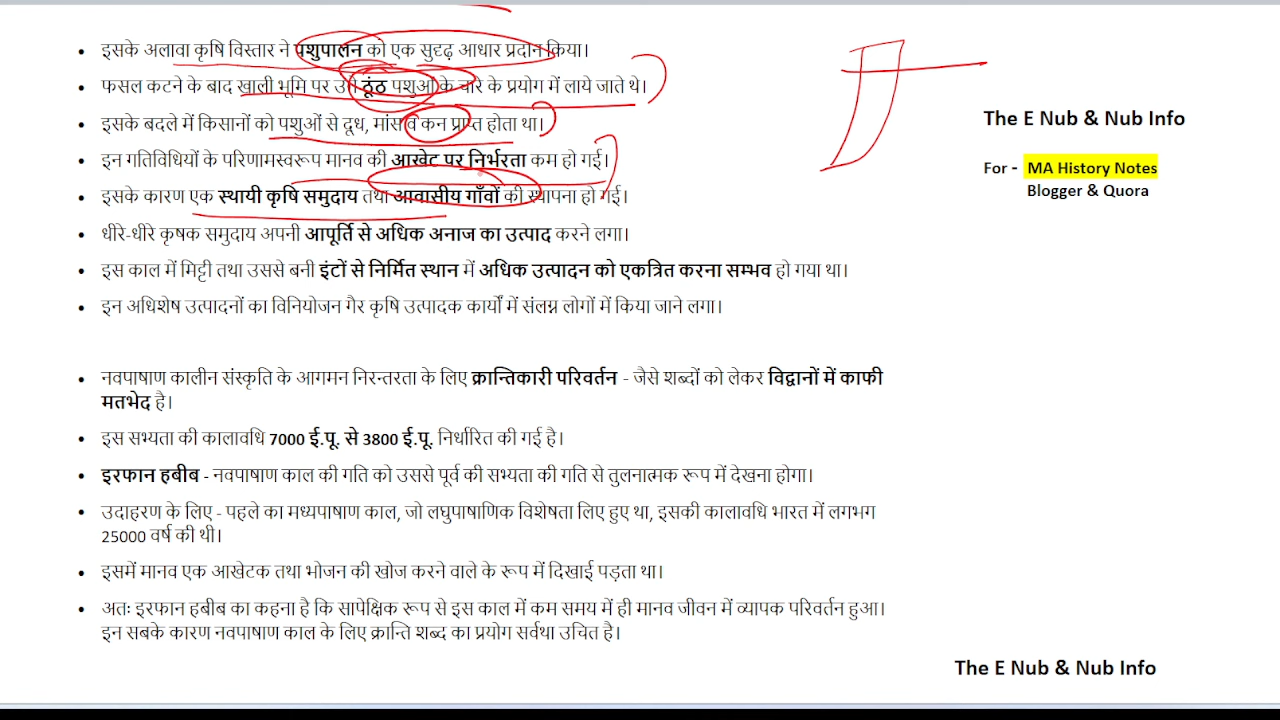 इसके अलावा कृषि विस्तार ने पशुपालन को एक सुदृढ़ आधार प्रदान किया।
फसल कटने के बाद खाली भूमि पर उगे ठूंठ पशुओं के चारे के प्रयोग में लाये जाते थे।
इसके बदले में किसानों को पशुओं से दूध, मांस व कन प्राप्त होता था।
इन गतिविधियों के परिणामस्वरूप मानव की आखेट पर निर्भरता कम हो गई।
इसके कारण एक स्थायी कृषि समुदाय तथा आवासीय गाँवों की स्थापना हो गई।
धीरे-धीरे कृषक समुदाय अपनी आपूर्ति से अधिक अनाज का उत्पाद करने लगा।
इस काल में मिट्टी तथा उससे बनी इंटों से निर्मित स्थान में अधिक उत्पादन को एकत्रित करना सम्भव हो गया था।
इन अधिशेष उत्पादनों का विनियोजन गैर कृषि उत्पादक कार्यों में संलग्न लोगों में किया जाने लगा।
नवपाषाण कालीन संस्कृति के आगमन निरन्तरता के लिए क्रान्तिकारी परिवर्तन - जैसे शब्दों को लेकर विद्वानों में काफी
मतभेद है।
इस सभ्यता की कालावधि 7000 ई.पू. से 3800 ई.पू. निर्धारित की गई है।
इरफान हबीब - नवपाषाण काल की गति को उससे पूर्व की सभ्यता की गति से तुलनात्मक रूप में देखना होगा।
उदाहरण के लिए - पहले का मध्यपाषाण काल, जो लघुपाषाणिक विशेषता लिए हुए था, इसकी कालावधि भारत में लगभग
25000 वर्ष की थी।
इसमें मानव एक आखेटक तथा भोजन की खोज करने वाले के रूप में दिखाई पड़ता था।
अतः इरफान हबीब का कहना है कि सापेक्षिक रूप से इस काल में कम समय में ही मानव जीवन में व्यापक परिवर्तन हुआ।
इन सबके कारण नवपाषाण काल के लिए क्रान्ति शब्द का प्रयोग सर्वथा उचित है।
The E Nub & Nub Info
For - MA History Notes
Blogger & Quora
The E Nub & Nub Info